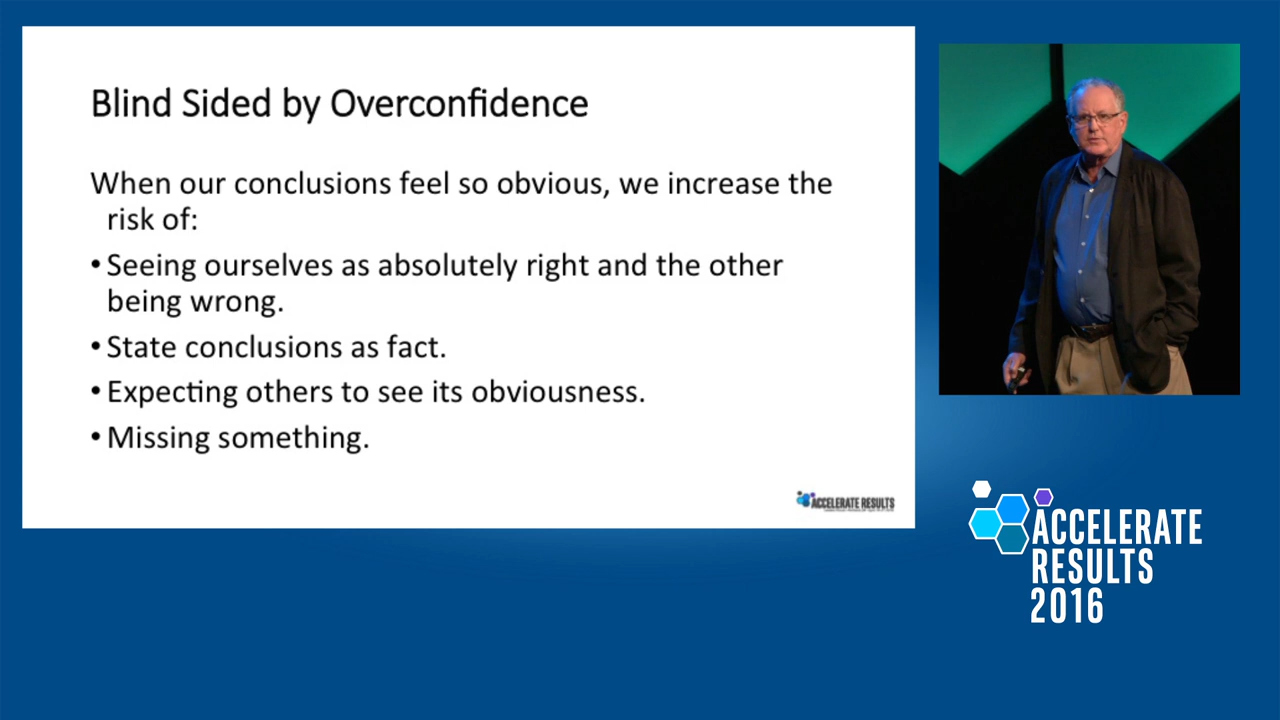 Blind Sided by Overconfidence
When our conclusions feel so obvious, we increase the
risk of:
• Seeing ourselves as absolutely right and the other
being wrong.
• State conclusions as fact.
• Expecting others to see its obviousness.
• Missing something.
ACCELERATE RESULTS
ACCELERATE
RESULTS
2016